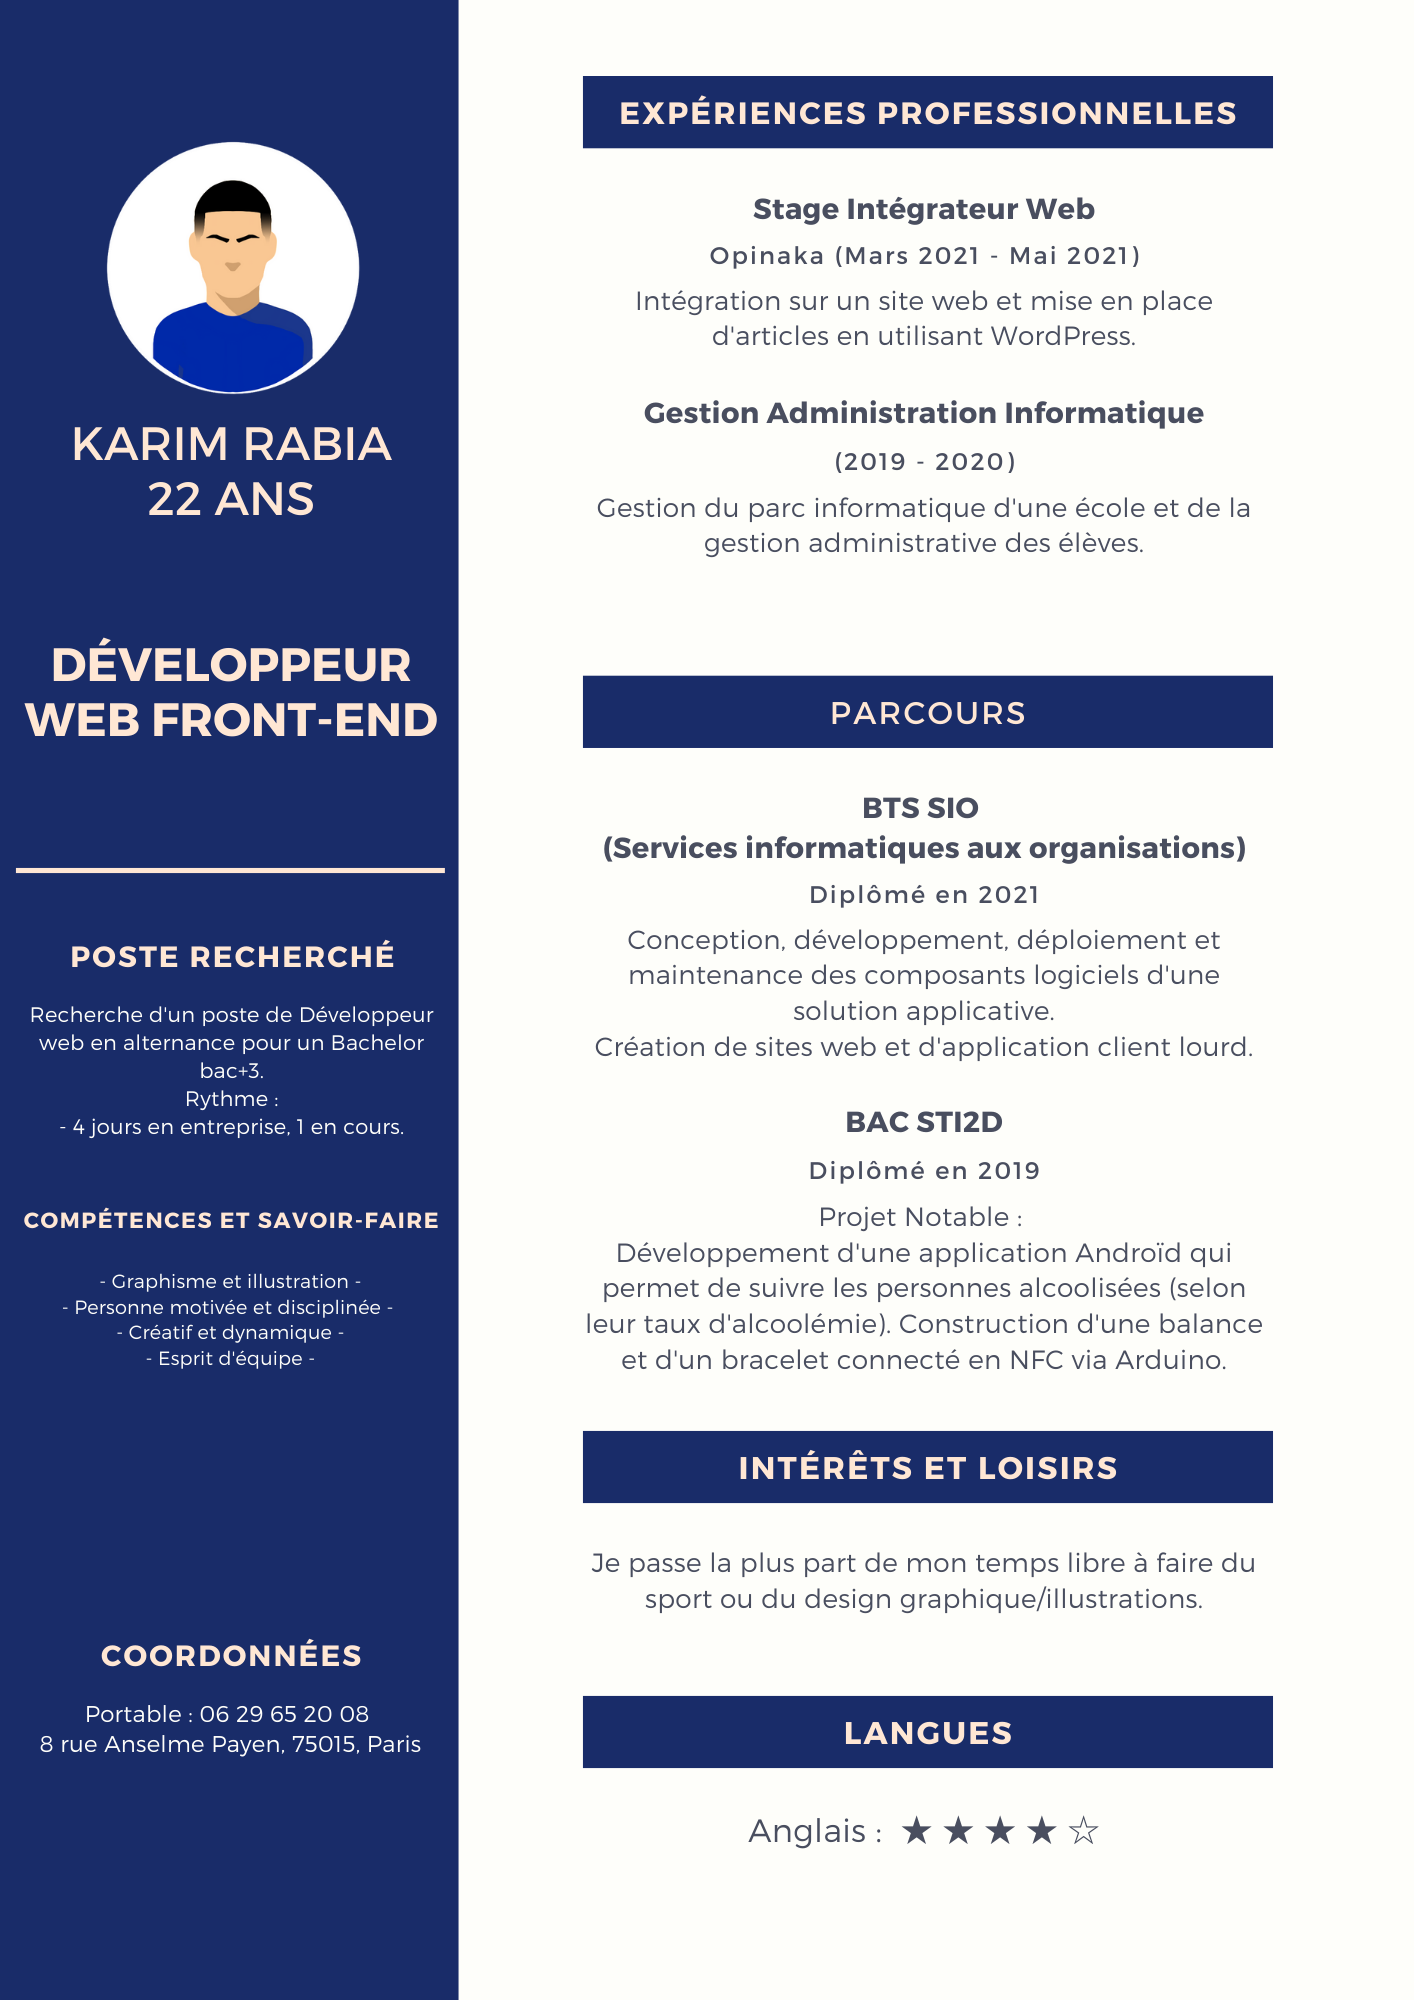 KARIM RABIA
22 ANS
DÉVELOPPEUR
WEB FRONT-END
POSTE RECHERCHÉ
Recherche d'un poste de Développeur
web en alternance pour un Bachelor
bac+3.
Rythme :
- 4 jours en entreprise, 1 en cours.
COMPÉTENCES ET SAVOIR-FAIRE
- Graphisme et illustration -
- Personne motivée et disciplinée -
- Créatif et dynamique -
- Esprit d'équipe -
COORDONNÉES
Portable : 06 29 65 20 08
8 rue Anselme Payen, 75015, Paris
EXPÉRIENCES PROFESSIONNELLES
Stage Intégrateur Web
Opinaka (Mars 2021 - Mai 2021)
Intégration sur un site web et mise en place
d'articles en utilisant WordPress.
Gestion Administration Informatique
(2019 - 2020)
Gestion du parc informatique d'une école et de la
gestion administrative des élèves.
PARCOURS
BTS SIO
(Services informatiques aux organisations)
Diplômé en 2021
Conception, développement, déploiement et
maintenance des composants logiciels d'une
solution applicative.
Création de sites web et d'application client lourd.
BAC STI2D
Diplômé en 2019
Projet Notable :
Développement d'une application Androïd qui
permet de suivre les personnes alcoolisées (selon
leur taux d'alcoolémie). Construction d'une balance
et d'un bracelet connecté en NFC via Arduino.
INTÉRÊTS ET LOISIRS
Je passe la plus part de mon temps libre à faire du
sport ou du design graphique/illustrations.
LANGUES
Anglais : ★ ★ ★ ★ ☆